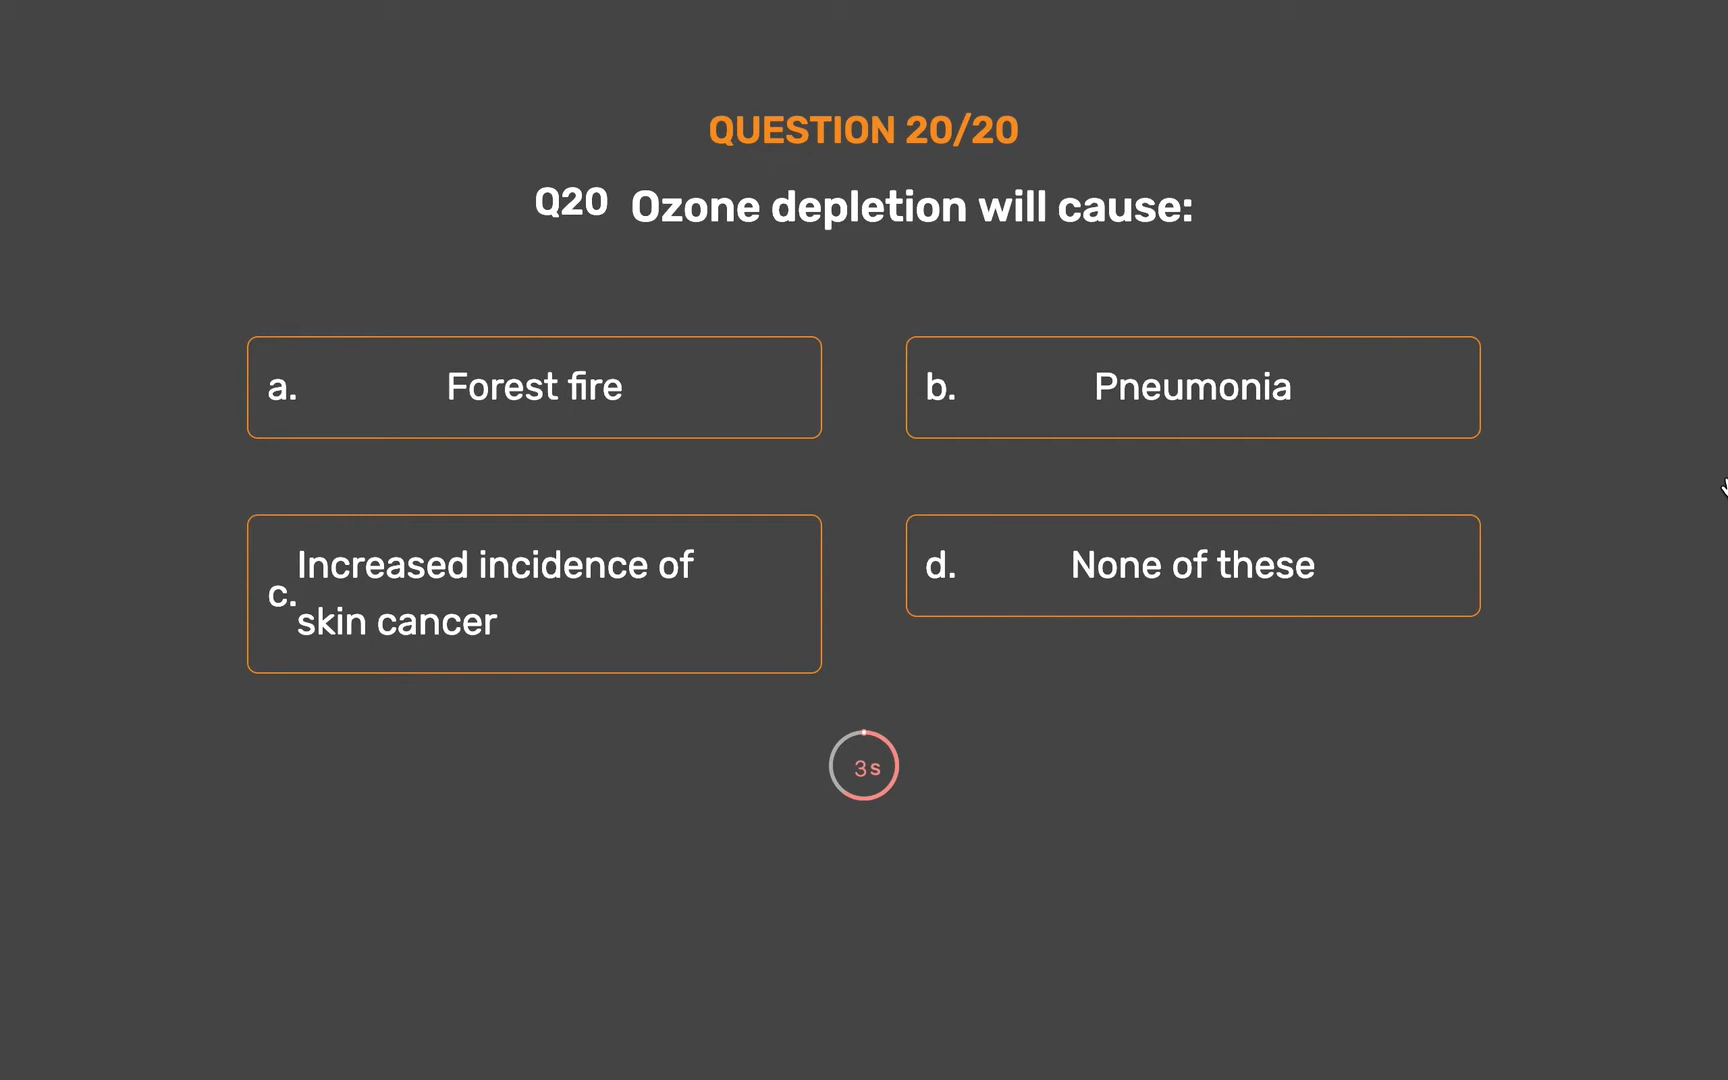 QUESTION 20/20
Q20 Ozone depletion will cause:
a. Forest fire
b. Pneumonia
c. Increased incidence of
skin cancer
d. None of these
3s